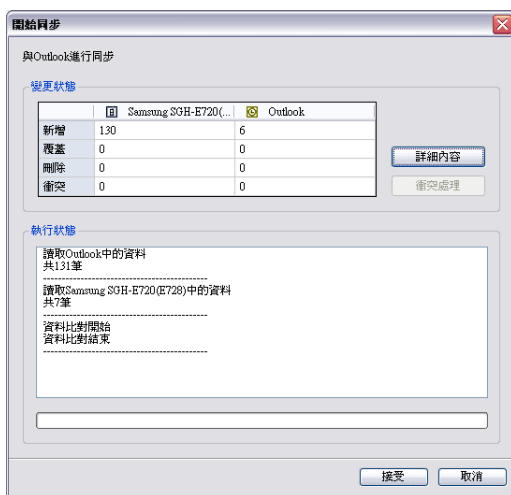 開始同步
與Outlook進行同步
變更狀態
Samsung SGH-E720(... Outlook
新增 130 6
覆蓋 0 0
刪除 0 0
衝突 0 0
詳細內容
衝突處理
執行狀態
讀取Outlook中的資料
共131筆
--------------------------------------------
讀取Samsung SGH-E720(E728)中的資料
共7筆
--------------------------------------------
資料比對開始
資料比對結束
--------------------------------------------
接受 取消